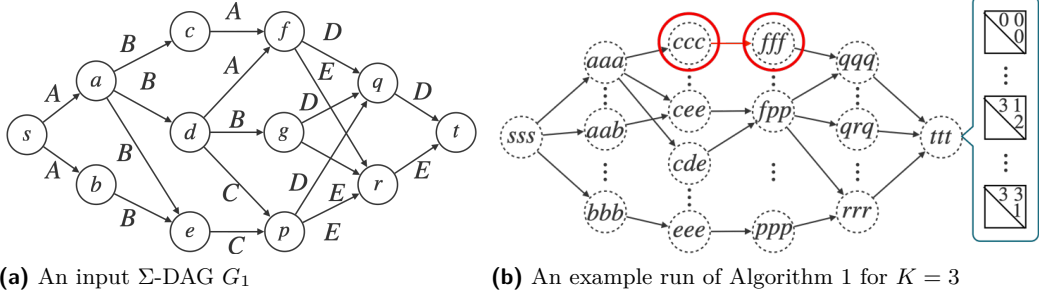 A
B
c
f
D
a
B
A
E
q
D
A
D
s
d
B
g
t
A
B
C
D
E
E
b
B
r
e
C
p
E
(a) An input Σ-DAG G1
ccc
fff
aaa
qqq
cee
fpp
sss
aab
qrq
ttt
cde
bbb
rrr
eee
ppp
0 0
0
3 1
2
3 3
1
(b) An example run of Algorithm 1 for K = 3